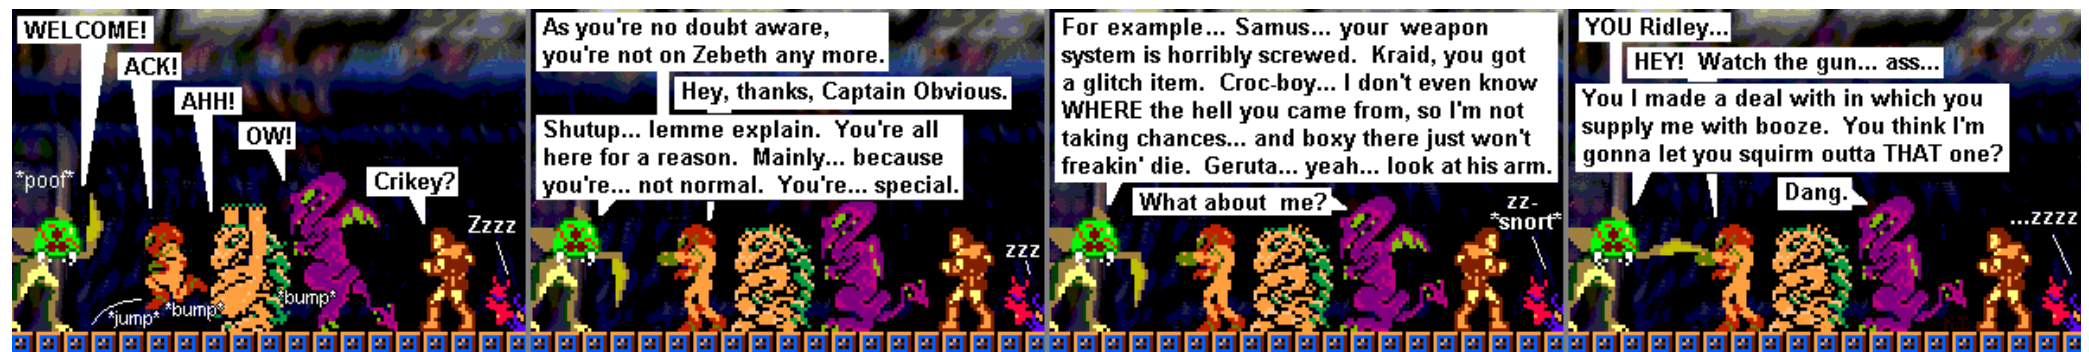 WELCOME!
ACK!
AHH!
OW!
Crikey?
*poof*
Zzzz
*jump*
*bump*
*bump*
As you're no doubt aware,
you're not on Zebeth any more.
Hey, thanks, Captain Obvious.
Shutup... lemme explain. You're all
here for a reason. Mainly... because
you're... not normal. You're... special.
zzz
For example... Samus... your weapon
system is horribly screwed. Kraid, you got
a glitch item. Croc-boy... I don't even know
WHERE the hell you came from, so I'm not
taking chances... and boxy there just won't
freakin' die. Geruta... yeah... look at his arm.
What about me?
zz-
*snort*
YOU Ridley...
HEY! Watch the gun... ass...
You I made a deal with in which you
supply me with booze. You think I'm
gonna let you squirm outta THAT one?
Dang.
...zzzz